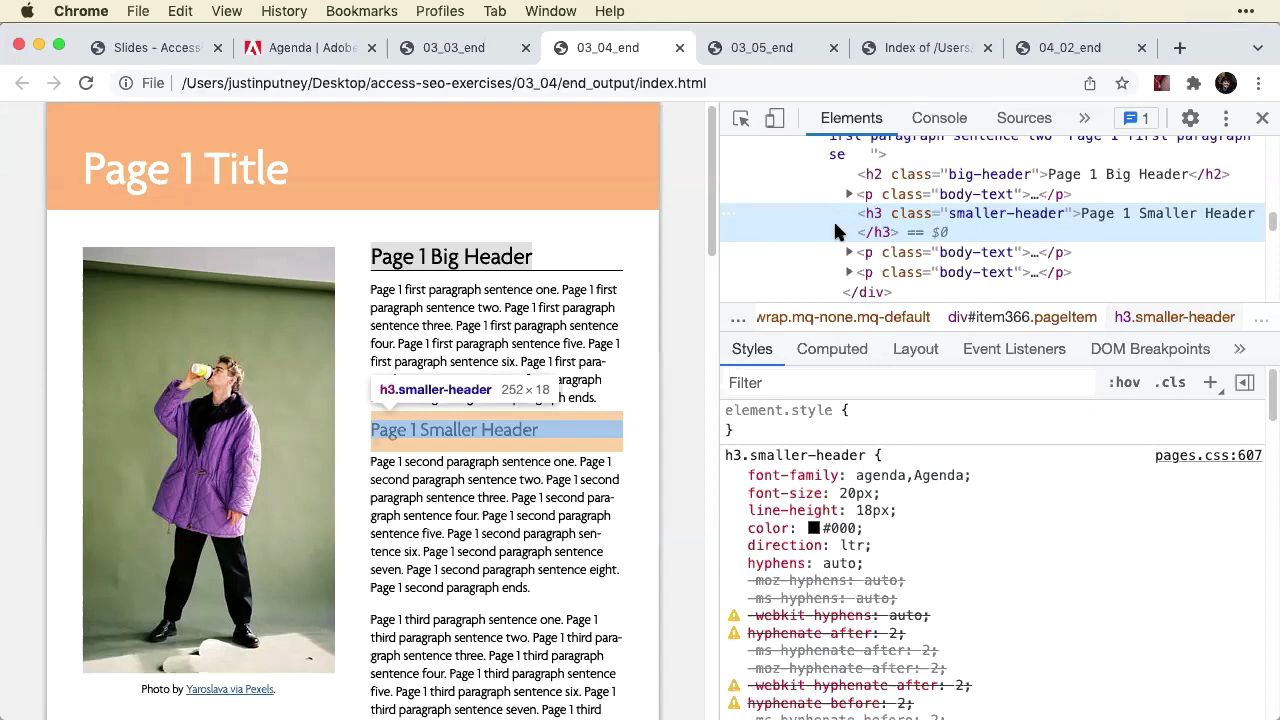 Chrome File Edit View History Bookmarks Profiles Tab Window Help
Slides – Access
Agenda | Adobe
03_03_end
03_04_end
03_05_end
Index of /Users/
04_02_end
File /Users/justinputney/Desktop/access-seo-exercises/03_04/end_output/index.html
Page 1 Title
Page 1 Big Header
Page 1 first paragraph sentence one. Page 1 first
paragraph sentence two. Page 1 first paragraph
sentence three. Page 1 first paragraph sentence
four. Page 1 first paragraph sentence five. Page 1
first paragraph sentence six. Page 1 first para-
paragraph
ends.
h3.smaller-header 252 × 18
Page 1 Smaller Header
Page 1 second paragraph sentence one. Page 1
second paragraph sentence two. Page 1 second
paragraph sentence three. Page 1 second para-
graph sentence four. Page 1 second paragraph
sentence five. Page 1 second paragraph sen-
tence six. Page 1 second paragraph sentence
seven. Page 1 second paragraph sentence eight.
Page 1 second paragraph ends.
Page 1 third paragraph sentence one. Page 1
third paragraph sentence two. Page 1 third para-
graph sentence three. Page 1 third paragraph
sentence four. Page 1 third paragraph sentence
five. Page 1 third paragraph sentence six. Page 1
third paragraph sentence seven. Page 1 third
Photo by Yaroslava via Pexels.
Elements Console Sources » 1
irst paragraph sentence two Page 1 first paragraph
se ">
<h2 class="big-header">Page 1 Big Header</h2>
<p class="body-text">…</p>
<h3 class="smaller-header">Page 1 Smaller Header
</h3> == $0
<p class="body-text">…</p>
<p class="body-text">…</p>
</div>
… wrap.mq-none.mq-default div#item366.pageItem h3.smaller-header …
Styles Computed Layout Event Listeners DOM Breakpoints »
Filter :hov .cls +
element.style {
}
h3.smaller-header { pages.css:607
font-family: agenda,Agenda;
font-size: 20px;
line-height: 18px;
color: #000;
direction: ltr;
hyphens: auto;
-moz-hyphens: auto;
-ms-hyphens: auto;
-webkit-hyphens: auto;
hyphenate-after: 2;
-ms-hyphenate-after: 2;
-moz-hyphenate-after: 2;
-webkit-hyphenate-after: 2;
hyphenate-before: 2;
-ms-hyphenate-before: 2;